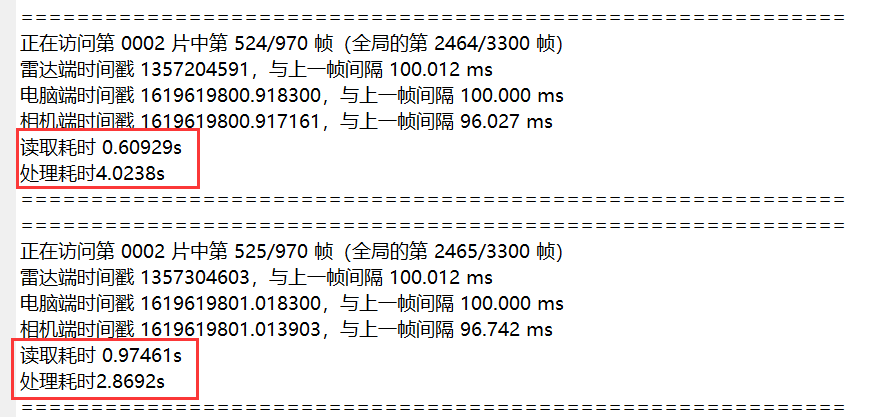 ============================================================
正在访问第 0002 片中第 524/970 帧（全局的第 2464/3300 帧）
雷达端时间戳 1357204591，与上一帧间隔 100.012 ms
电脑端时间戳 1619619800.918300，与上一帧间隔 100.000 ms
相机端时间戳 1619619800.917161，与上一帧间隔 96.027 ms
读取耗时 0.60929s
处理耗时4.0238s
============================================================
============================================================
正在访问第 0002 片中第 525/970 帧（全局的第 2465/3300 帧）
雷达端时间戳 1357304603，与上一帧间隔 100.012 ms
电脑端时间戳 1619619801.018300，与上一帧间隔 100.000 ms
相机端时间戳 1619619801.013903，与上一帧间隔 96.742 ms
读取耗时 0.97461s
处理耗时2.8692s
============================================================